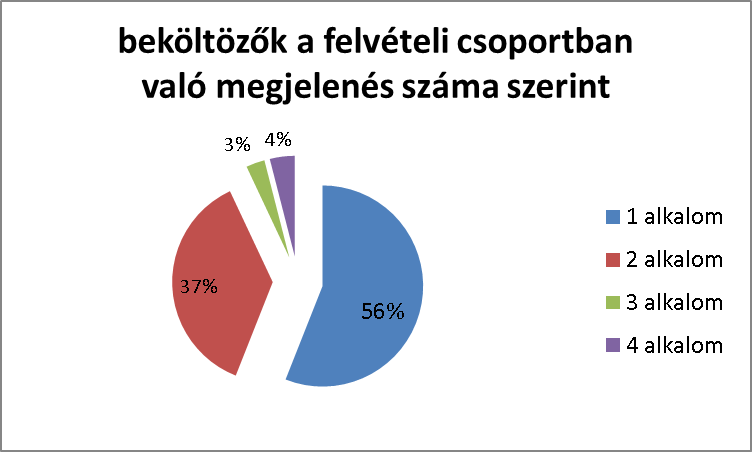 beköltözők a felvételi csoportban
való megjelenés száma szerint
3%
4%
37%
56%
1 alkalom
2 alkalom
3 alkalom
4 alkalom